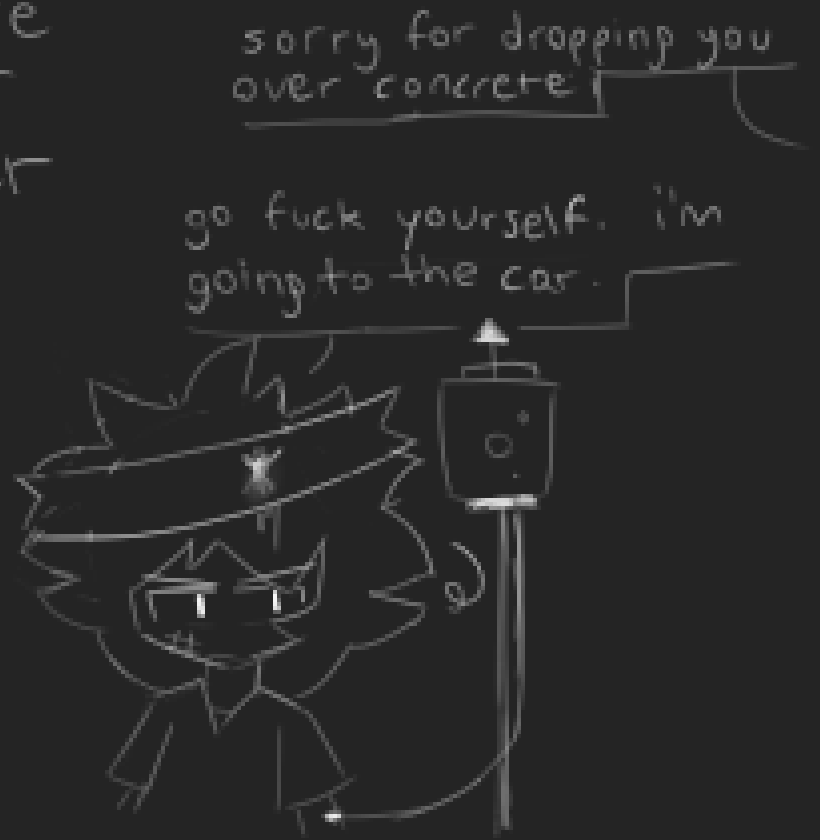 e
sorry for dropping you
over concrete
r
go fuck yourself. i'm
going to the car.